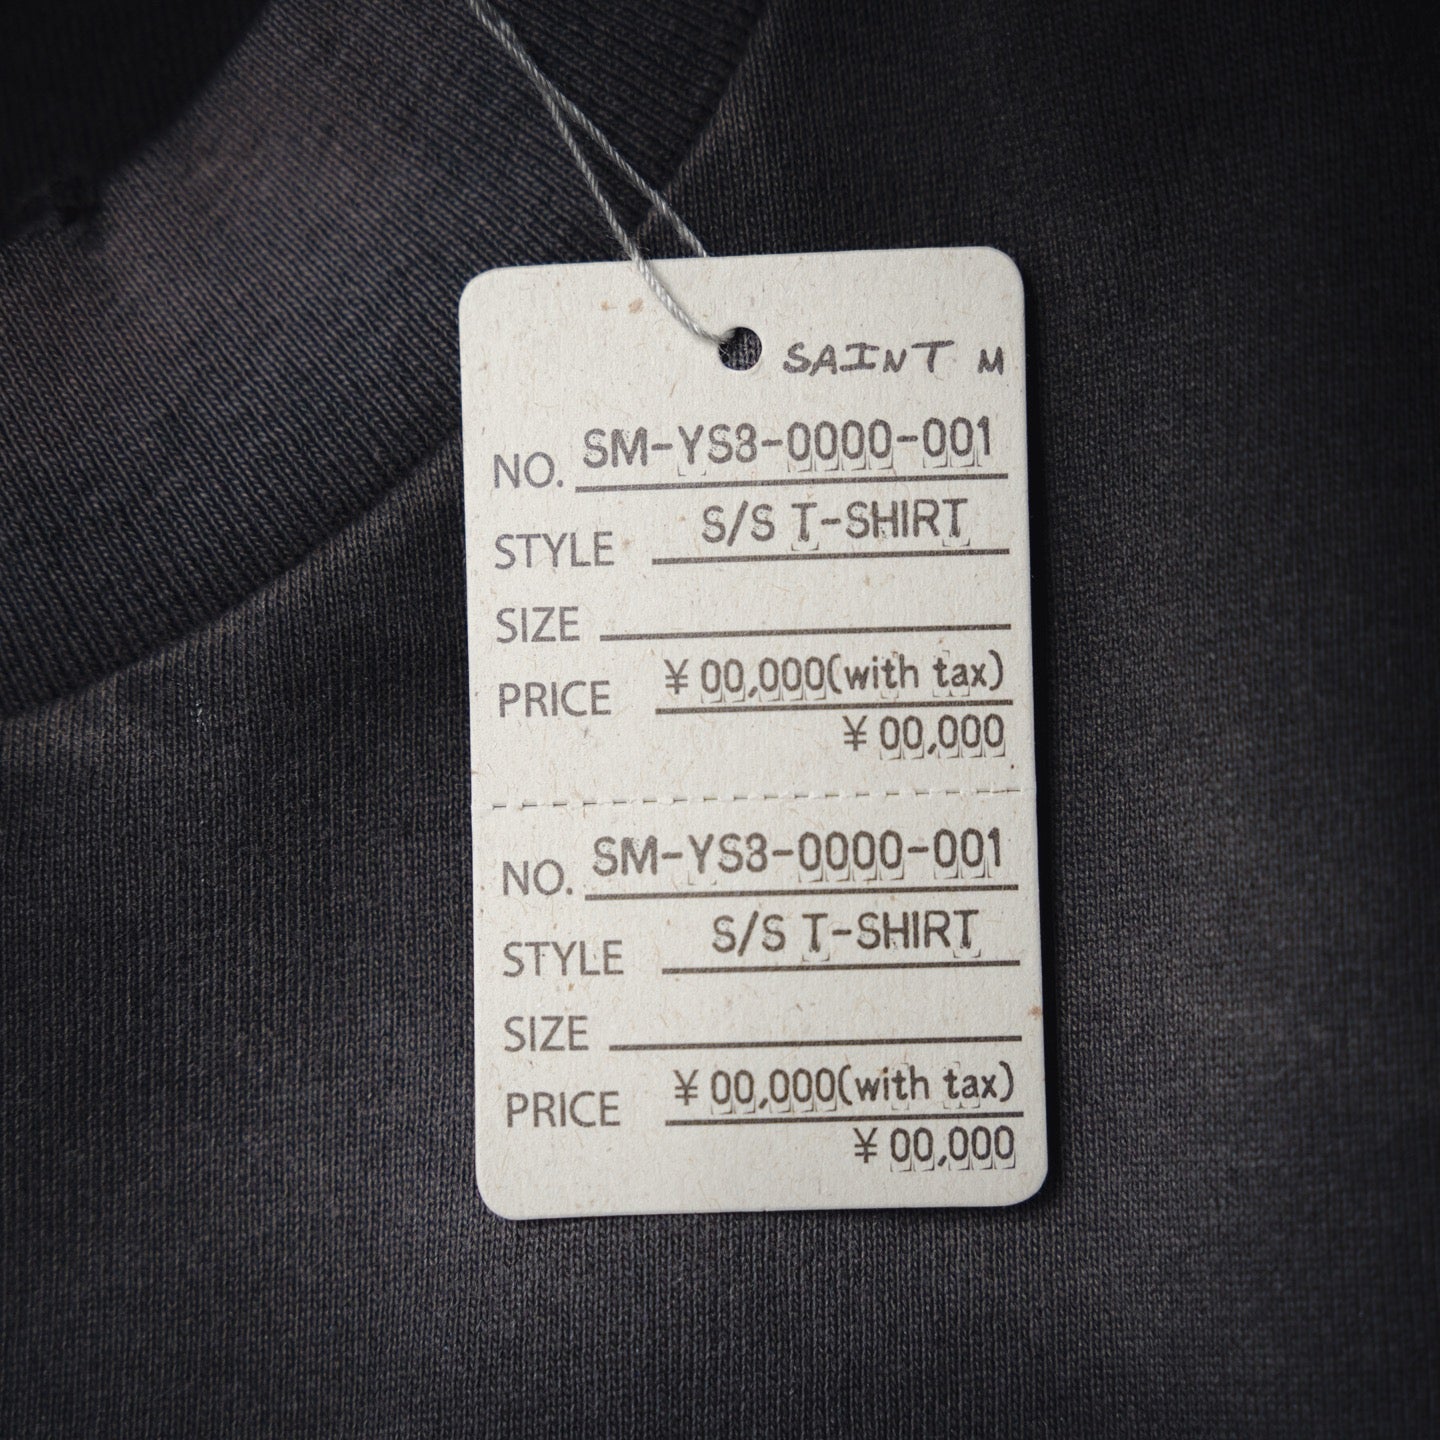 SAINT M
NO. SM-YS8-0000-001
STYLE S/S T-SHIRT
SIZE
PRICE ¥ 00,000(with tax)
¥ 00,000
NO. SM-YS8-0000-001
STYLE S/S T-SHIRT
SIZE
PRICE ¥ 00,000(with tax)
¥ 00,000